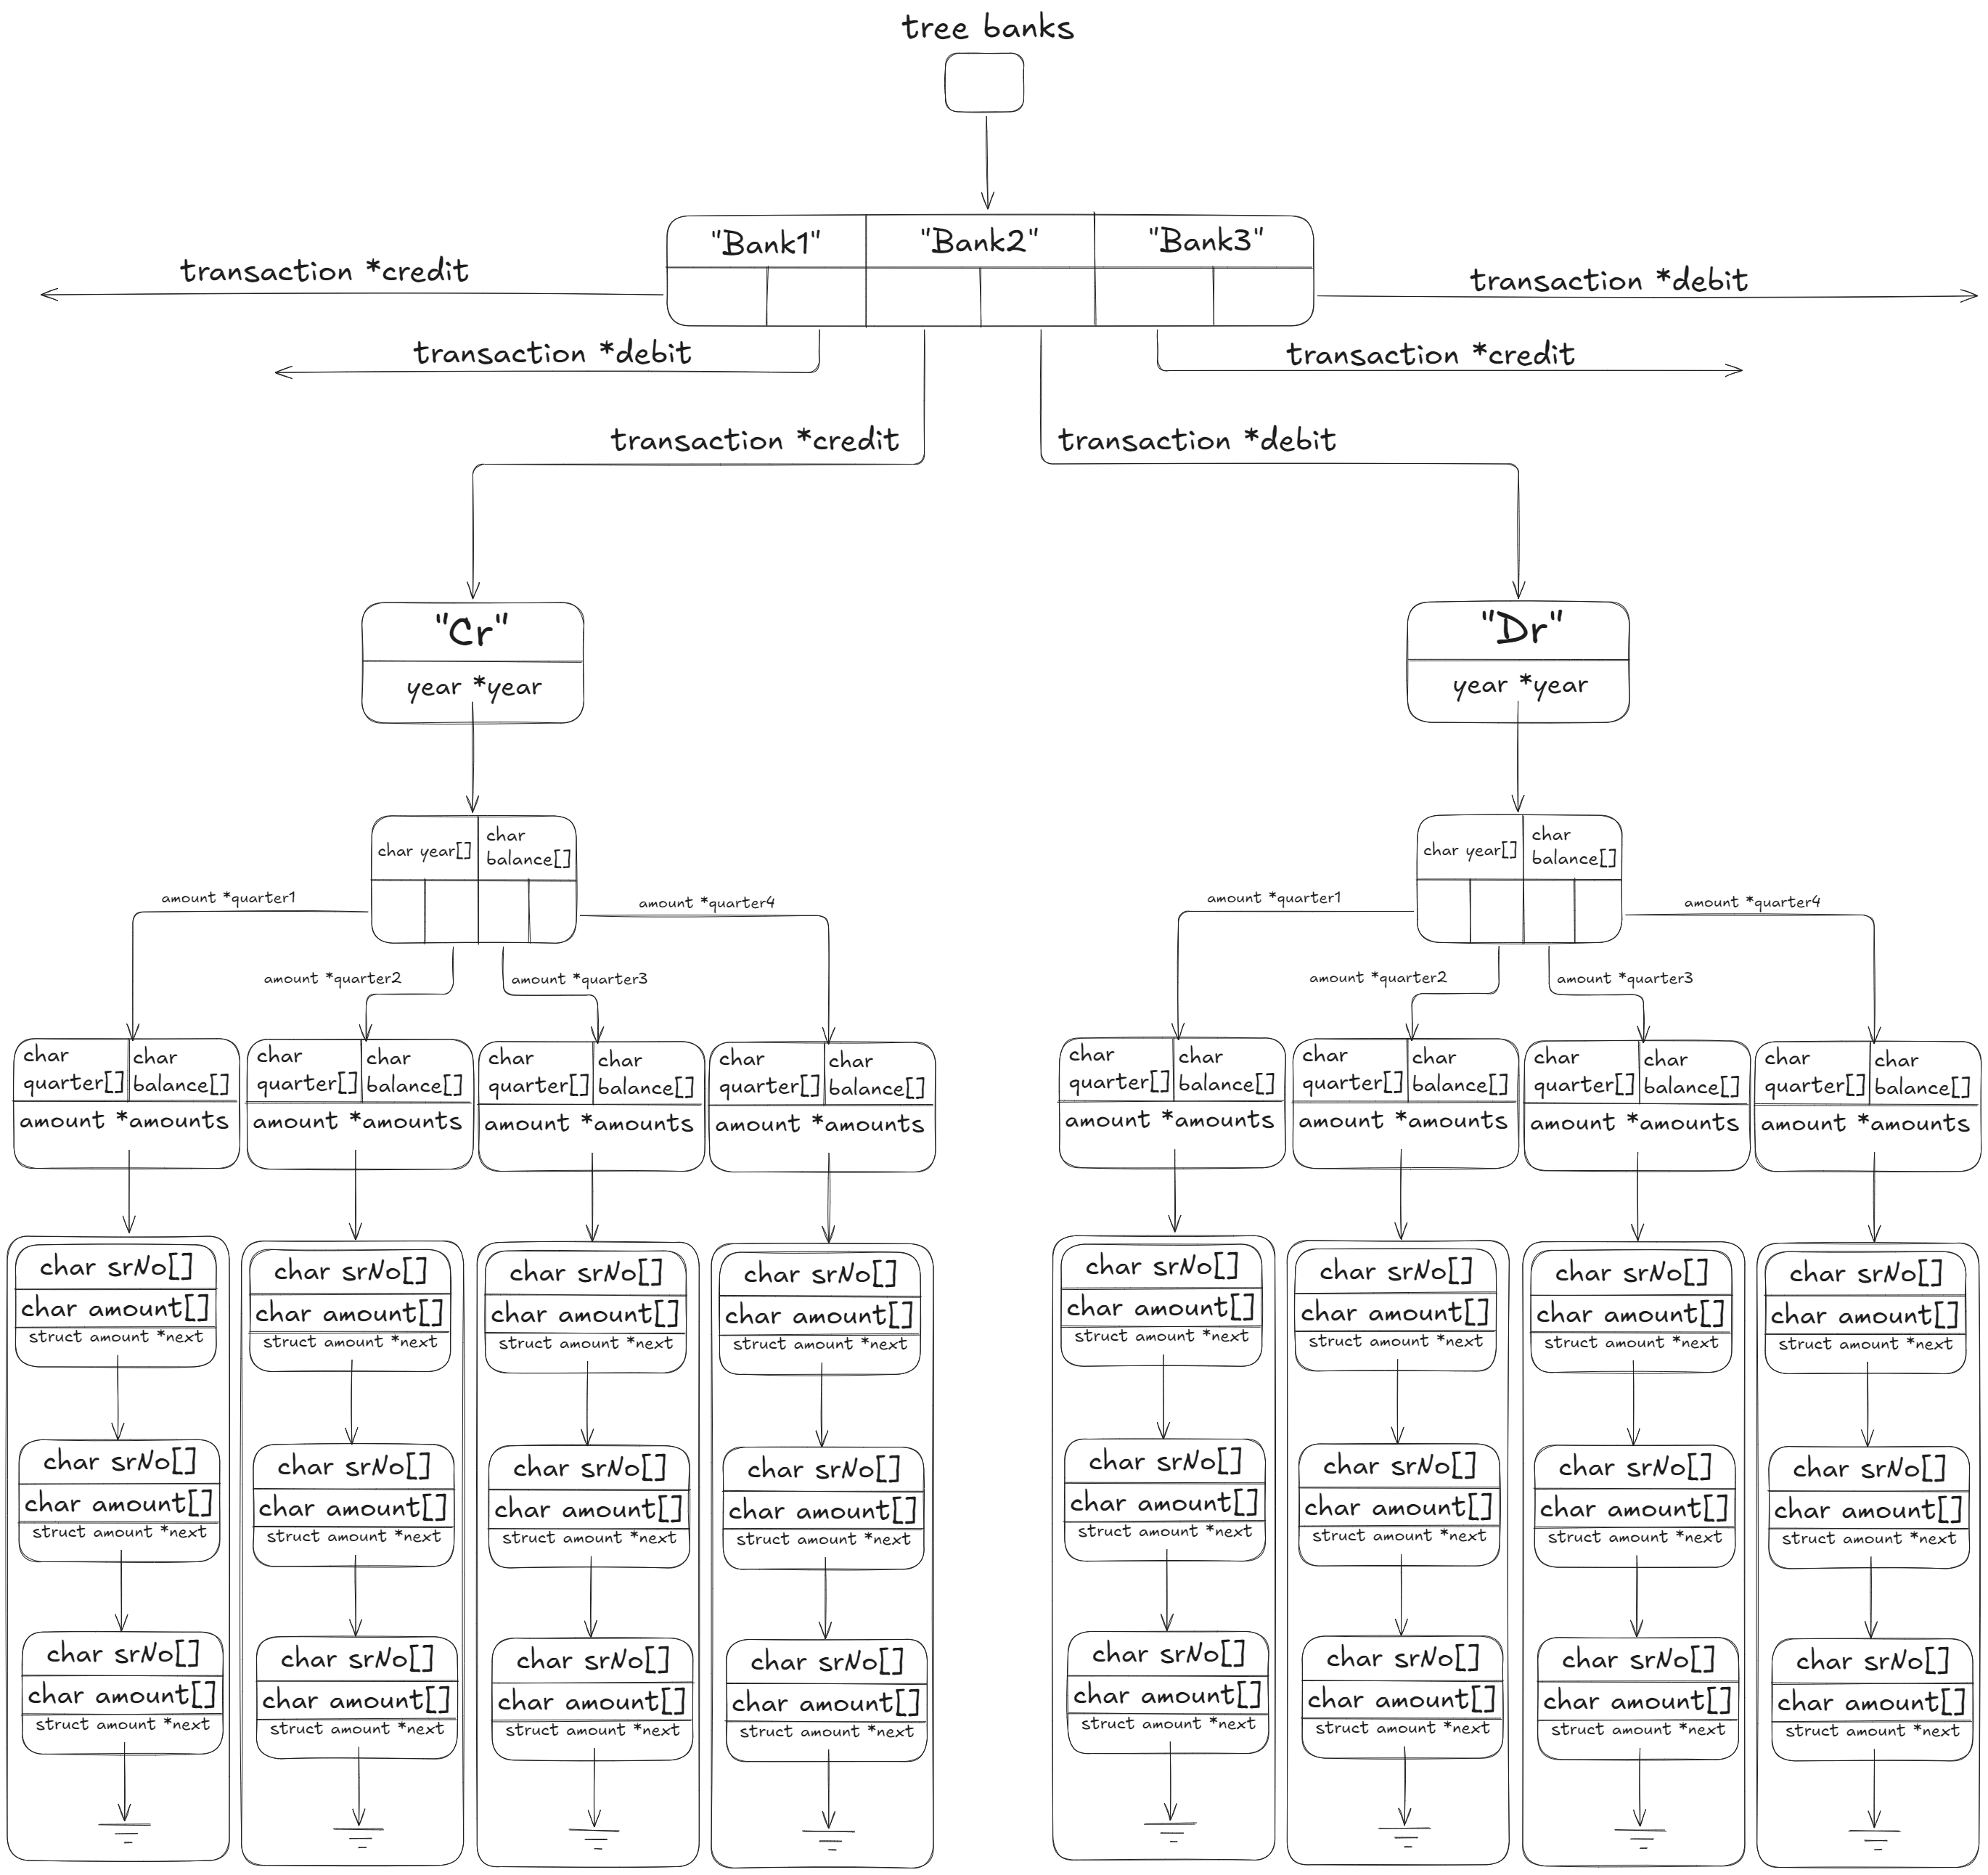 tree banks
"Bank1"
"Bank2"
"Bank3"
transaction *credit
transaction *debit
transaction *debit
transaction *credit
transaction *credit
transaction *debit
"Cr"
year *year
"Dr"
year *year
char year[]
char
balance[]
char year[]
char
balance[]
amount *quarter1
amount *quarter4
amount *quarter2
amount *quarter3
amount *quarter1
amount *quarter4
amount *quarter2
amount *quarter3
char
quarter[]
char
balance[]
amount *amounts
char
quarter[]
char
balance[]
amount *amounts
char
quarter[]
char
balance[]
amount *amounts
char
quarter[]
char
balance[]
amount *amounts
char
quarter[]
char
balance[]
amount *amounts
char
quarter[]
char
balance[]
amount *amounts
char
quarter[]
char
balance[]
amount *amounts
char
quarter[]
char
balance[]
amount *amounts
char srNo[]
char amount[]
struct amount *next
char srNo[]
char amount[]
struct amount *next
char srNo[]
char amount[]
struct amount *next
char srNo[]
char amount[]
struct amount *next
char srNo[]
char amount[]
struct amount *next
char srNo[]
char amount[]
struct amount *next
char srNo[]
char amount[]
struct amount *next
char srNo[]
char amount[]
struct amount *next
char srNo[]
char amount[]
struct amount *next
char srNo[]
char amount[]
struct amount *next
char srNo[]
char amount[]
struct amount *next
char srNo[]
char amount[]
struct amount *next
char srNo[]
char amount[]
struct amount *next
char srNo[]
char amount[]
struct amount *next
char srNo[]
char amount[]
struct amount *next
char srNo[]
char amount[]
struct amount *next
char srNo[]
char amount[]
struct amount *next
char srNo[]
char amount[]
struct amount *next
char srNo[]
char amount[]
struct amount *next
char srNo[]
char amount[]
struct amount *next
char srNo[]
char amount[]
struct amount *next
char srNo[]
char amount[]
struct amount *next
char srNo[]
char amount[]
struct amount *next
char srNo[]
char amount[]
struct amount *next